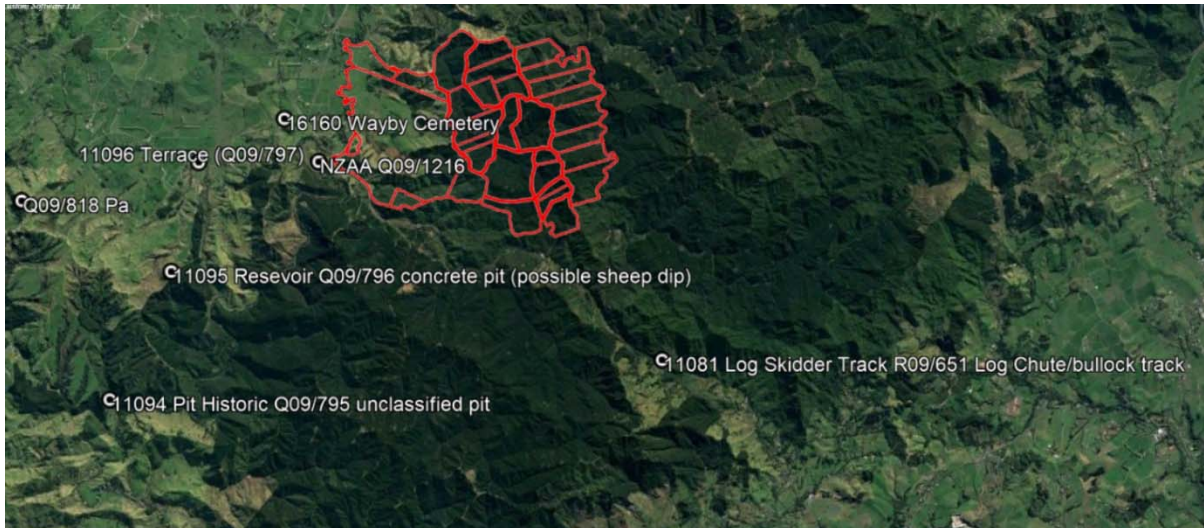 16160 Wayby Cemetery
11096 Terrace (Q09/797)
NZAA Q09/1216
Q09/818 Pa
11095 Resevoir Q09/796 concrete pit (possible sheep dip)
11081 Log Skidder Track R09/651 Log Chute/bullock track
11094 Pit Historic Q09/795 unclassified pit